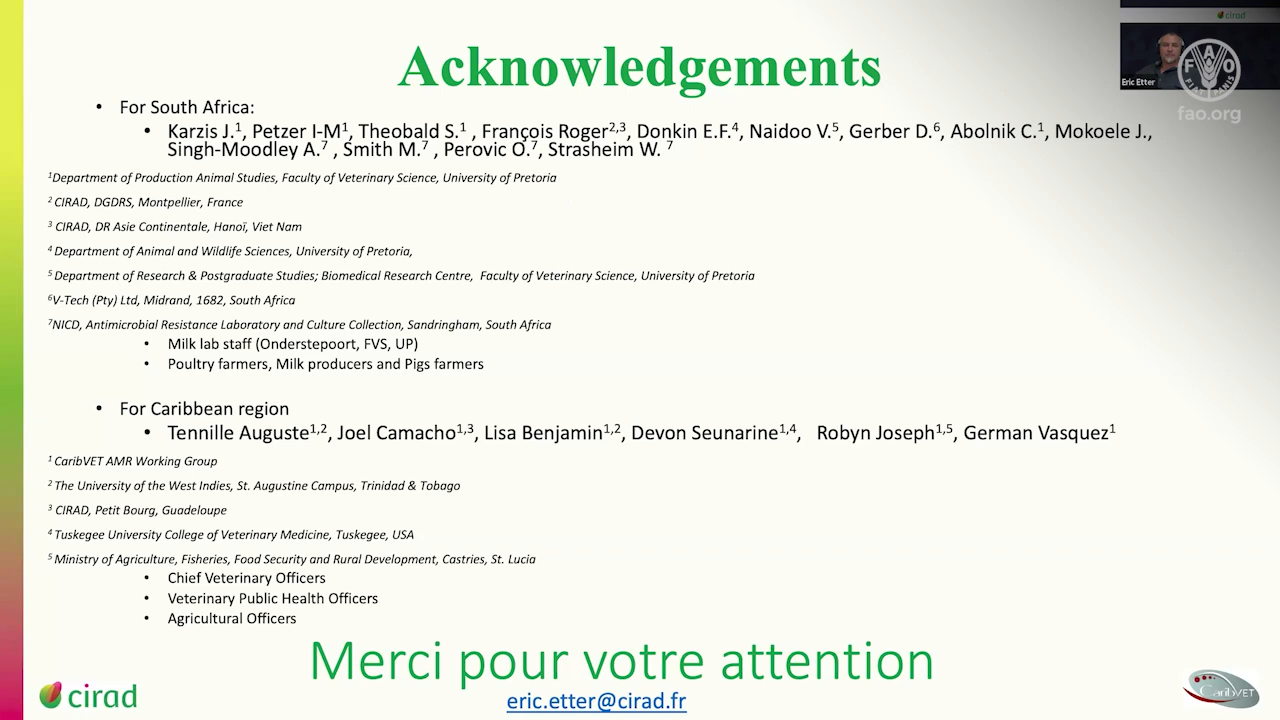 cirad
Eric Etter
FAO
FIAT PANIS
fao.org
Acknowledgements
• For South Africa:
• Karzis J.¹, Petzer I-M¹, Theobald S.¹ , François Roger²,³, Donkin E.F.⁴, Naidoo V.⁵, Gerber D.⁶, Abolnik C.¹, Mokoele J.,
Singh-Moodley A.⁷ , Smith M.⁷ , Perovic O.⁷, Strasheim W. ⁷
¹Department of Production Animal Studies, Faculty of Veterinary Science, University of Pretoria
² CIRAD, DGDRS, Montpellier, France
³ CIRAD, DR Asie Continentale, Hanoï, Viet Nam
⁴ Department of Animal and Wildlife Sciences, University of Pretoria,
⁵ Department of Research & Postgraduate Studies; Biomedical Research Centre, Faculty of Veterinary Science, University of Pretoria
⁶V-Tech (Pty) Ltd, Midrand, 1682, South Africa
⁷NICD, Antimicrobial Resistance Laboratory and Culture Collection, Sandringham, South Africa
• Milk lab staff (Onderstepoort, FVS, UP)
• Poultry farmers, Milk producers and Pigs farmers
• For Caribbean region
• Tennille Auguste¹,², Joel Camacho¹,³, Lisa Benjamin¹,², Devon Seunarine¹,⁴, Robyn Joseph¹,⁵, German Vasquez¹
¹ CaribVET AMR Working Group
² The University of the West Indies, St. Augustine Campus, Trinidad & Tobago
³ CIRAD, Petit Bourg, Guadeloupe
⁴ Tuskegee University College of Veterinary Medicine, Tuskegee, USA
⁵ Ministry of Agriculture, Fisheries, Food Security and Rural Development, Castries, St. Lucia
• Chief Veterinary Officers
• Veterinary Public Health Officers
• Agricultural Officers
Merci pour votre attention
eric.etter@cirad.fr
cirad
CaribVET